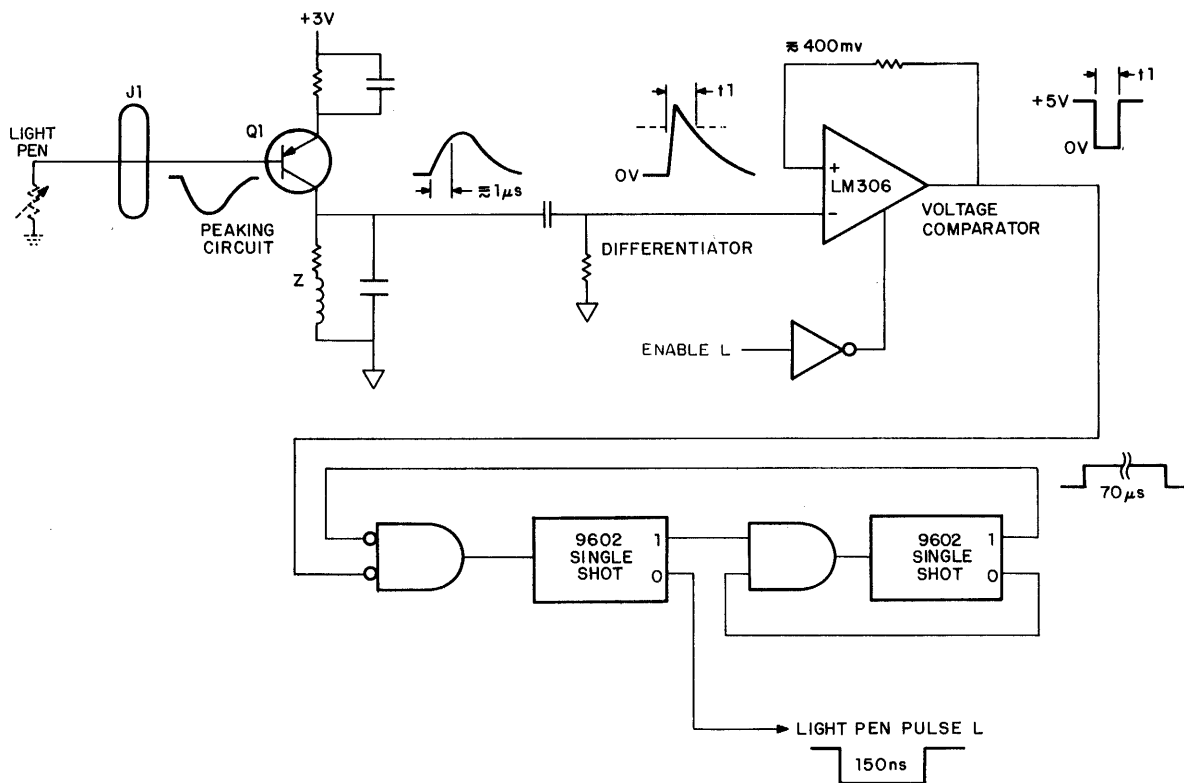 +3V
≈ 400mv
t1
+5V
0V
J1
LIGHT
PEN
Q1
PEAKING
CIRCUIT
≈1μs
t1
0V
+
LM306
-
VOLTAGE
COMPARATOR
DIFFERENTIATOR
Z
ENABLE L
70μs
9602
SINGLE
SHOT
1
0
9602
SINGLE
SHOT
1
0
LIGHT PEN PULSE L
150ns